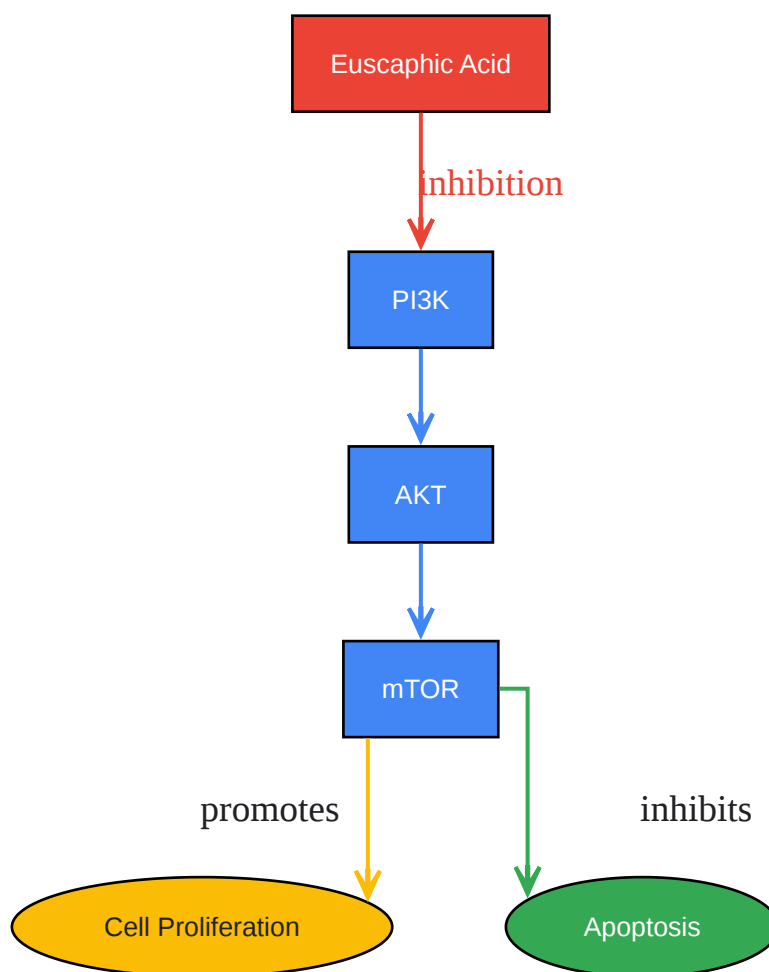 Euscaphic Acid
inhibition
PI3K
AKT
mTOR
promotes
inhibits
Cell Proliferation
Apoptosis